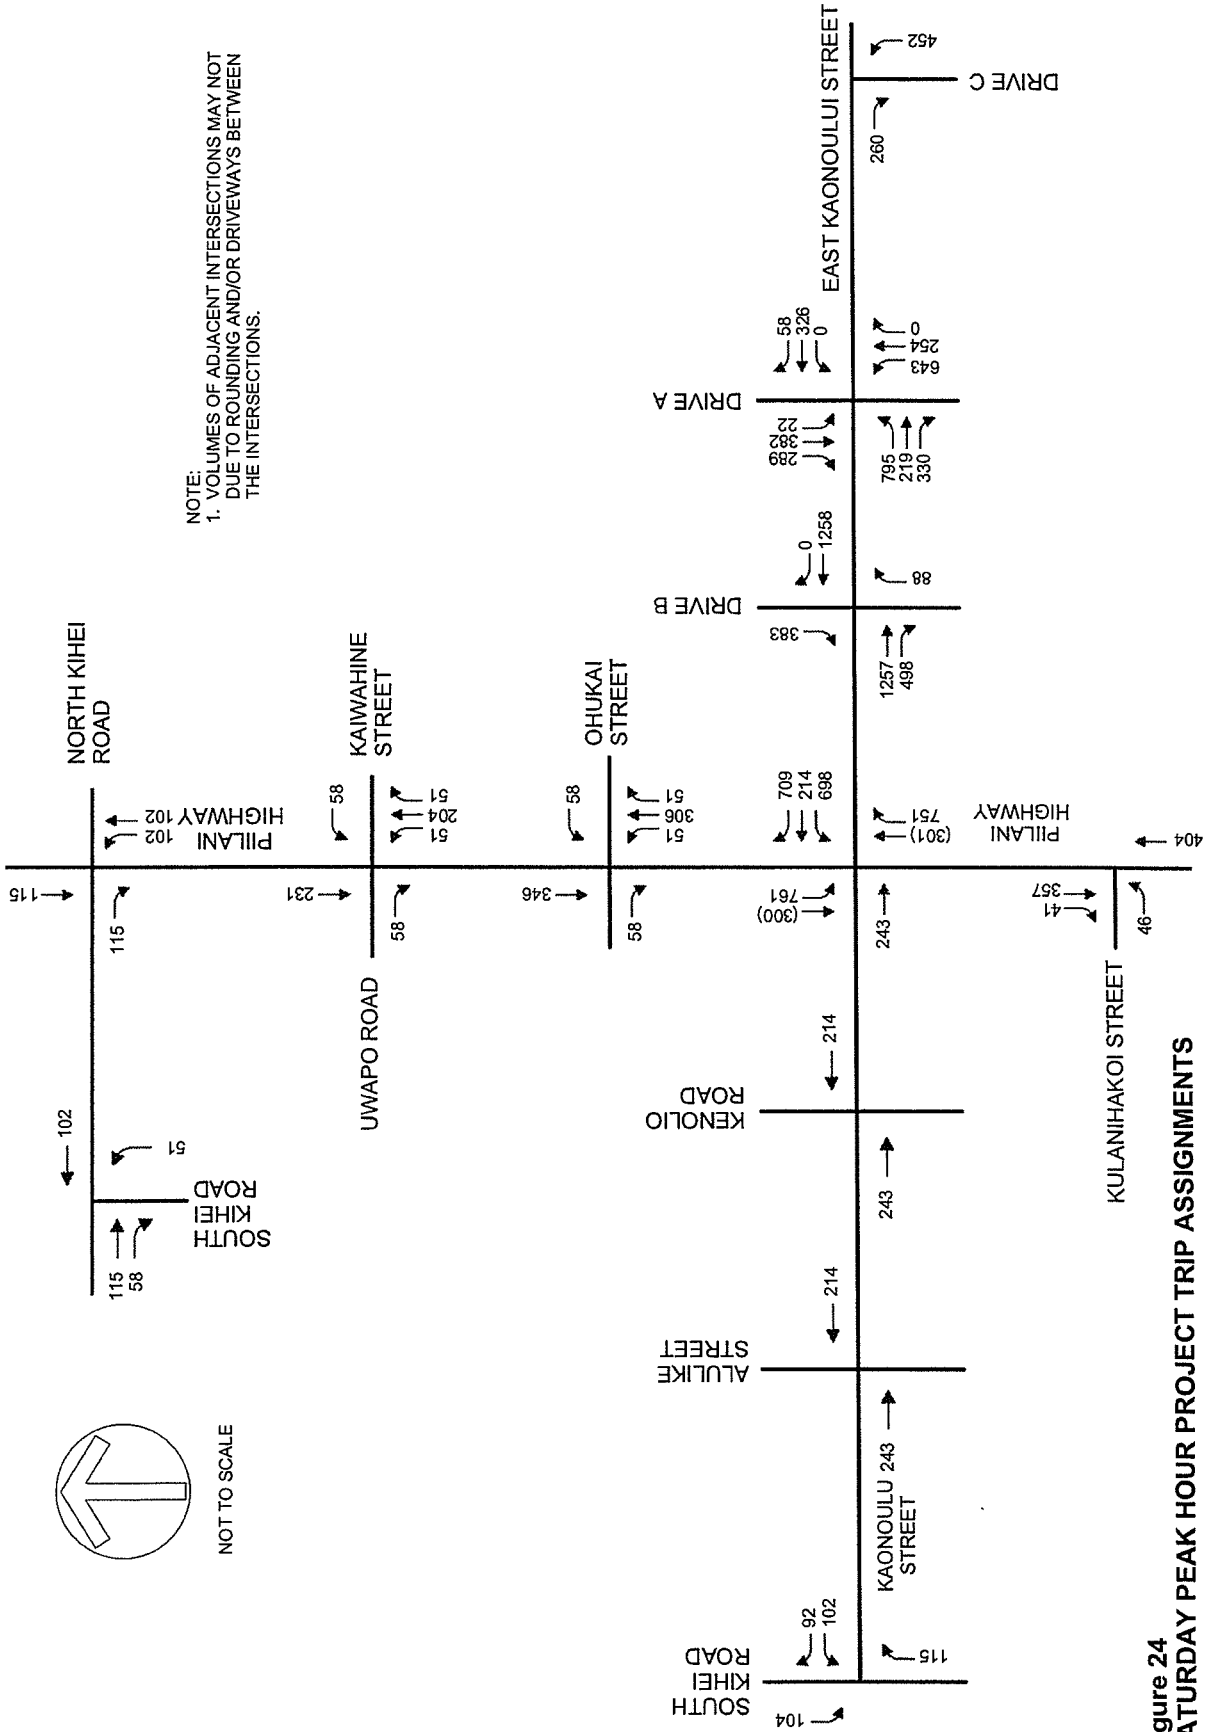 NOTE:
1. VOLUMES OF ADJACENT INTERSECTIONS MAY NOT
DUE TO ROUNDING AND/OR DRIVEWAYS BETWEEN
THE INTERSECTIONS.
NORTH KIHEI
ROAD
115
115
102
102
PIILANI
HIGHWAY
102
51
SOUTH
KIHEI
ROAD
115
58
KAIWAHINE
STREET
58
231
51
204
51
58
UWAPO ROAD
OHUKAI
STREET
58
346
51
306
51
58
NOT TO SCALE
EAST KAONOULUI STREET
452
DRIVE C
260
58
326
0
DRIVE A
22
382
289
0
254
643
795
219
330
0
1258
DRIVE B
383
88
1257
498
709
214
698
761
(300)
751
(301)
PIILANI
HIGHWAY
243
404
357
41
46
KULANIHAKOI STREET
214
KENOLIO
ROAD
243
214
ALULIKE
STREET
KAONOULU
STREET
243
92
102
SOUTH
KIHEI
ROAD
115
104
gure 24
ATURDAY PEAK HOUR PROJECT TRIP ASSIGNMENTS